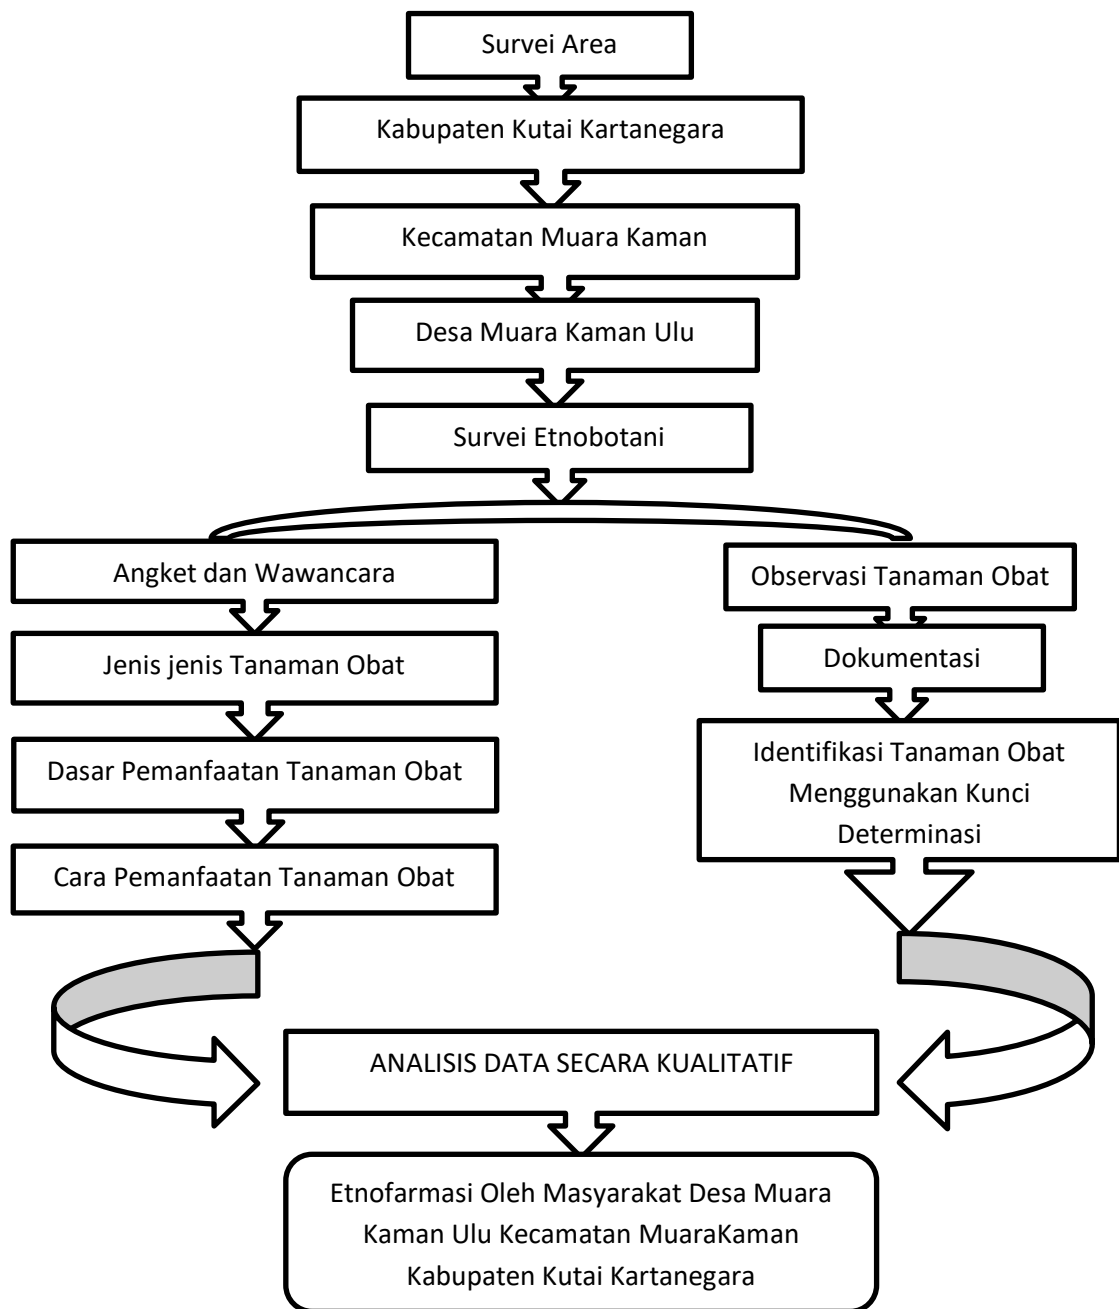 Survei Area
Kabupaten Kutai Kartanegara
Kecamatan Muara Kaman
Desa Muara Kaman Ulu
Survei Etnobotani
Angket dan Wawancara
Jenis jenis Tanaman Obat
Dasar Pemanfaatan Tanaman Obat
Cara Pemanfaatan Tanaman Obat
Observasi Tanaman Obat
Dokumentasi
Identifikasi Tanaman Obat
Menggunakan Kunci
Determinasi
ANALISIS DATA SECARA KUALITATIF
Etnofarmasi Oleh Masyarakat Desa Muara
Kaman Ulu Kecamatan MuaraKaman
Kabupaten Kutai Kartanegara